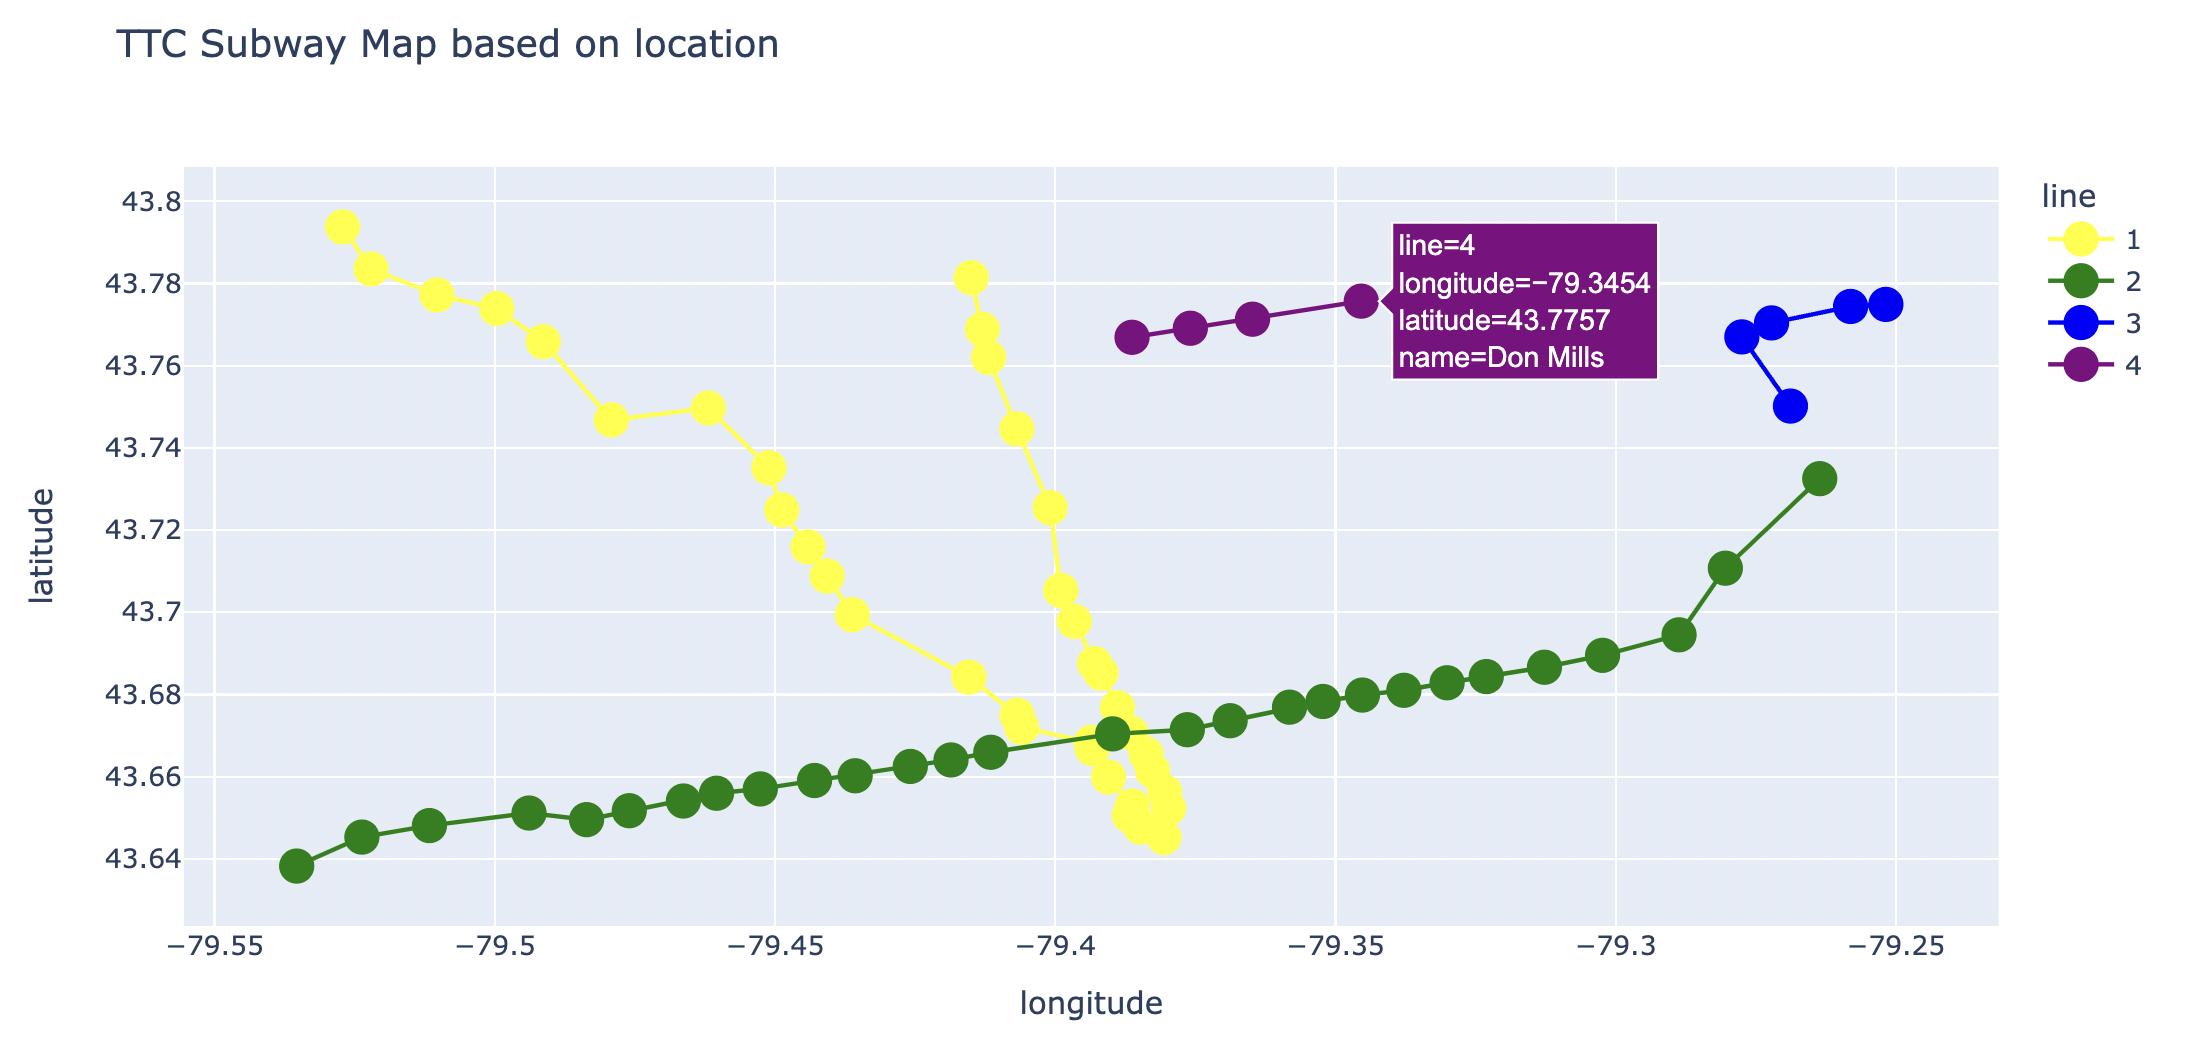 TTC Subway Map based on location
line
1
2
3
4
line=4
longitude=−79.3454
latitude=43.7757
name=Don Mills
latitude
43.8
43.78
43.76
43.74
43.72
43.7
43.68
43.66
43.64
−79.55
−79.5
−79.45
−79.4
−79.35
−79.3
−79.25
longitude